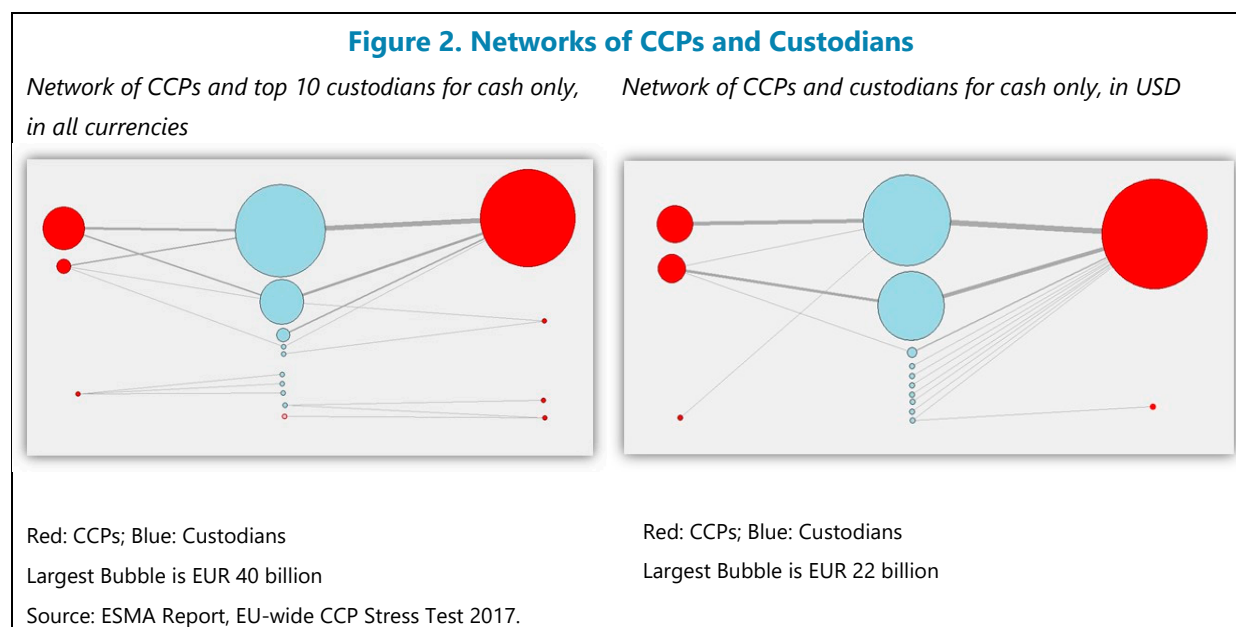 Figure 2. Networks of CCPs and Custodians
Network of CCPs and top 10 custodians for cash only,
in all currencies
Network of CCPs and custodians for cash only, in USD
Red: CCPs; Blue: Custodians
Largest Bubble is EUR 40 billion
Source: ESMA Report, EU-wide CCP Stress Test 2017.
Red: CCPs; Blue: Custodians
Largest Bubble is EUR 22 billion